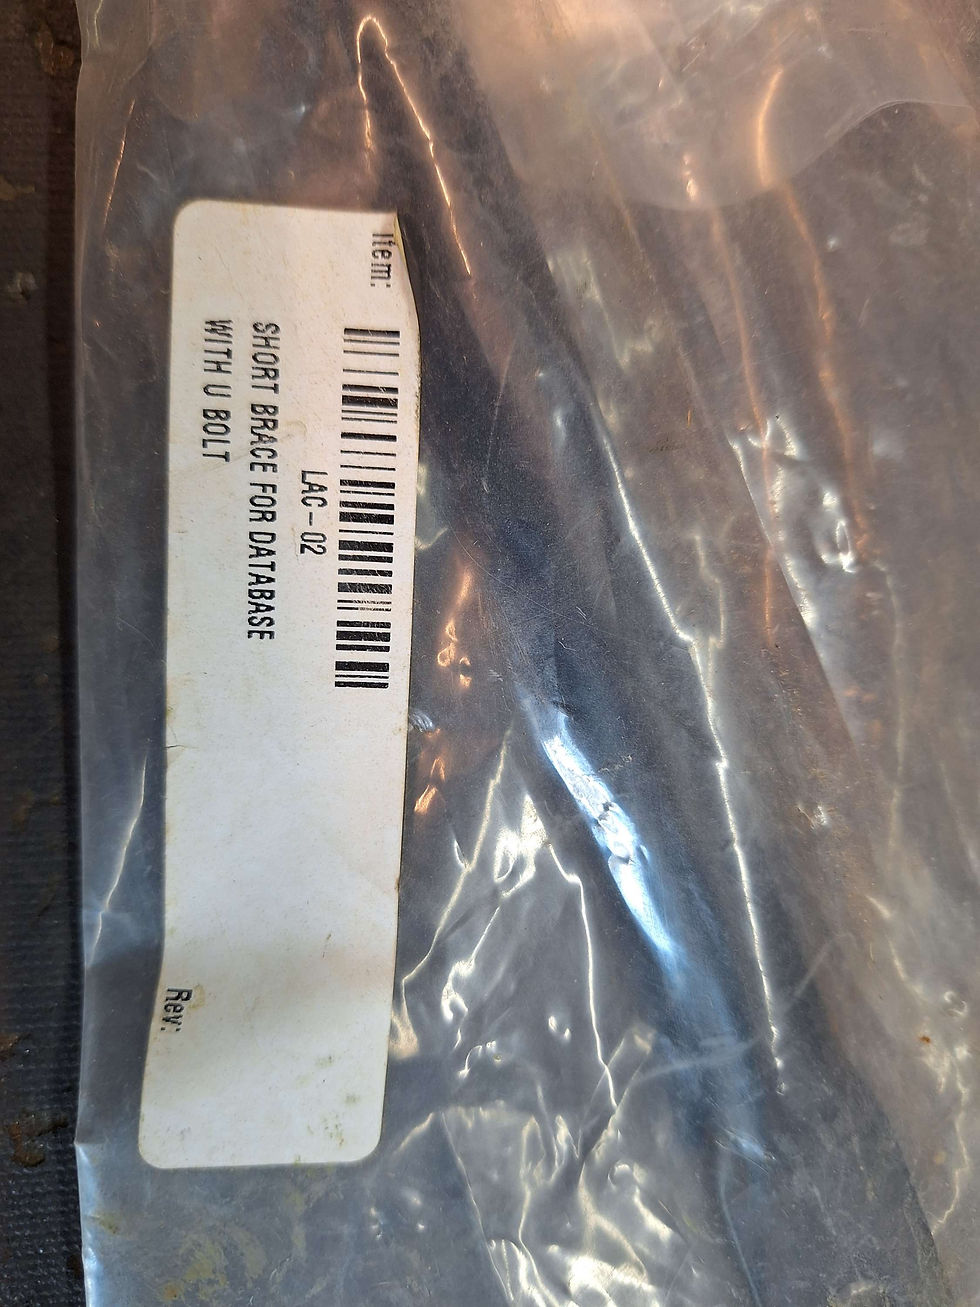 Item:
LAC-02
SHORT BRACE FOR DATABASE
WITH U BOLT
Rev: